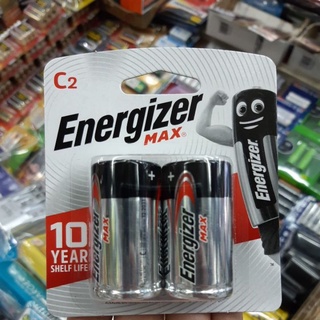 C2
Energizer
MAX®
Energizer
10
YEAR
SHELF LIFE
Energizer
MAX
Energizer
MAX